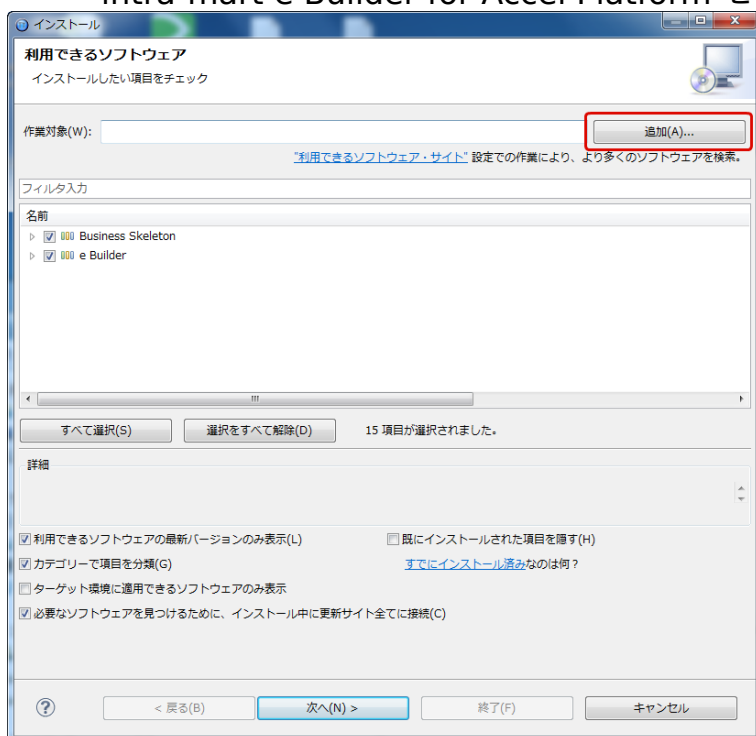 intra-mart e Builder for Accel Platform
インストール
利用できるソフトウェア
インストールしたい項目をチェック
作業対象(W):
追加(A)...
"利用できるソフトウェア・サイト" 設定での作業により、より多くのソフトウェアを検索。
フィルタ入力
名前
Business Skeleton
e Builder
すべて選択(S)
選択をすべて解除(D)
15 項目が選択されました。
詳細
利用できるソフトウェアの最新バージョンのみ表示(L)
既にインストールされた項目を隠す(H)
カテゴリーで項目を分類(G)
すでにインストール済みなのは何？
ターゲット環境に適用できるソフトウェアのみ表示
必要なソフトウェアを見つけるために、インストール中に更新サイト全てに接続(C)
< 戻る(B)
次へ(N) >
終了(F)
キャンセル